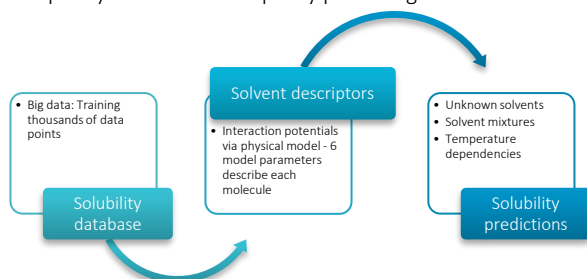 • Big data: Training
thousands of data
points
Solubility
database
Solvent descriptors
• Interaction potentials
via physical model - 6
model parameters
describe each
molecule
• Unknown solvents
• Solvent mixtures
• Temperature
dependencies
Solubility
predictions